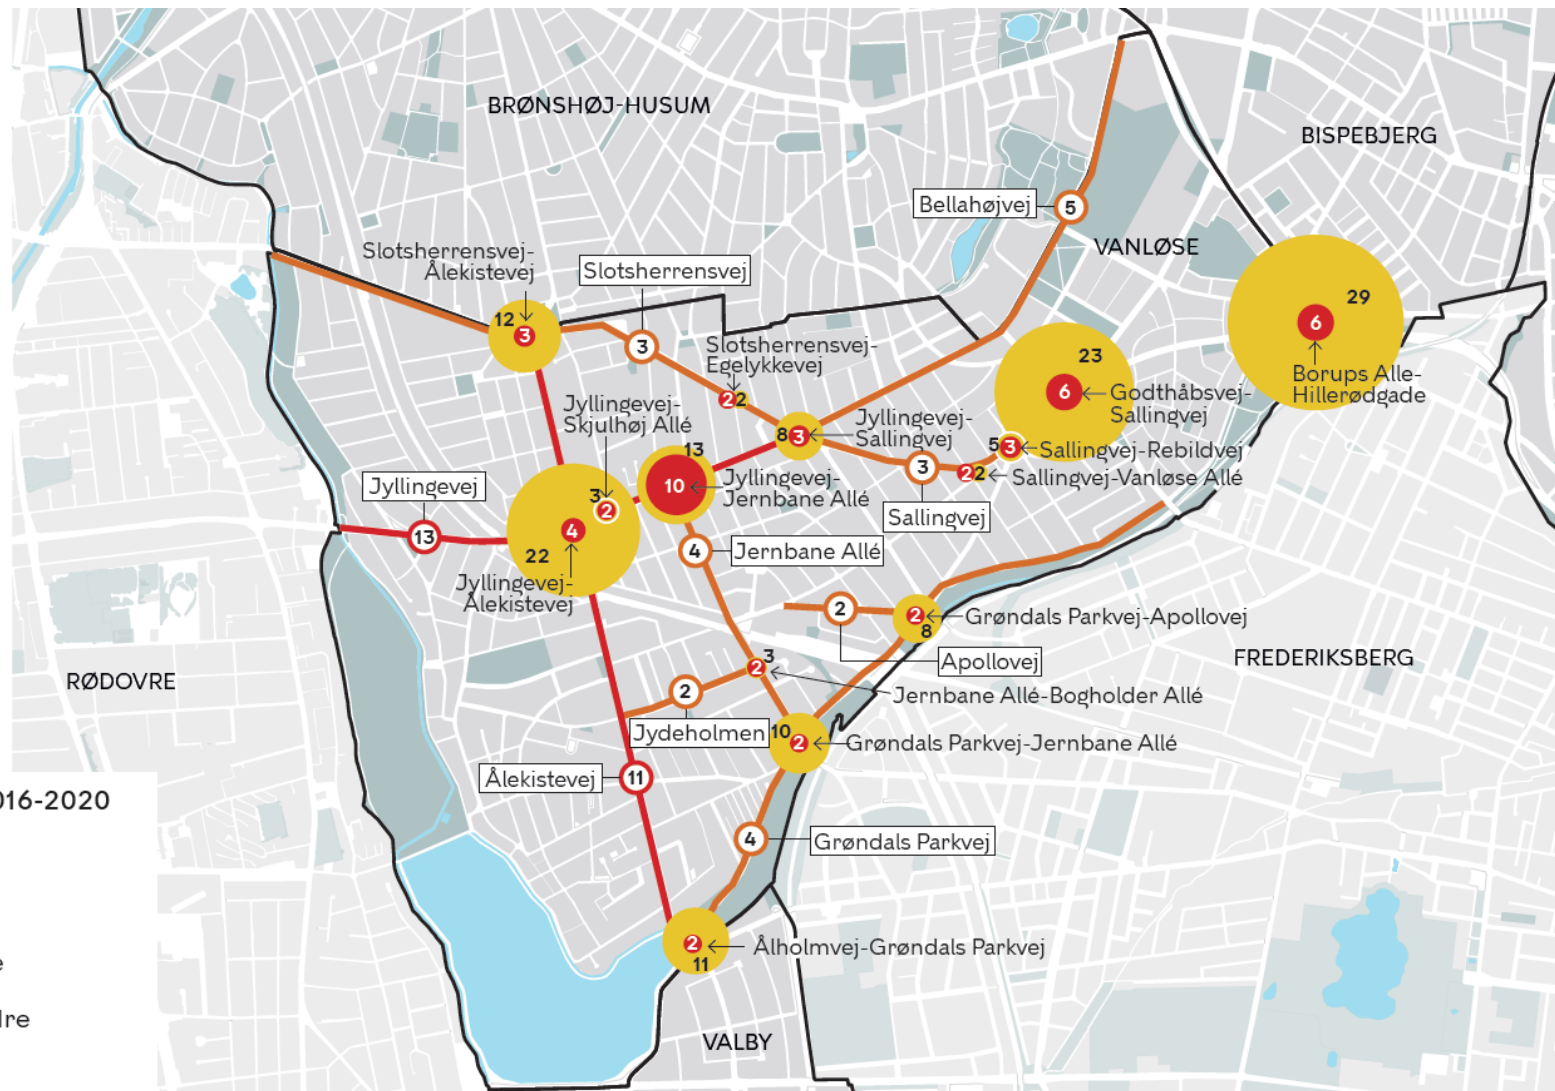 BRØNSHØJ-HUSUM
BISPEBJERG
Bellahøjvej
5
VANLØSE
Slotsherrensvej-
Ålekistevej
12
3
Slotsherrensvej
3
29
6
Borups Alle-
Hillerødgade
Slotsherrensvej-
Egelykkevej
2
2
23
6
Godthåbsvej-
Sallingvej
Jyllingevej-
Skjulhøj Allé
3
2
8
3
Jyllingevej-
Sallingvej
13
10
Jyllingevej-
Jernbane Allé
5
3
Sallingvej-Rebildvej
3
Sallingvej
2
2
Sallingvej-Vanløse Allé
Jyllingevej
13
4
22
Jyllingevej-
Ålekistevej
4
Jernbane Allé
2
Apollovej
2
8
Grøndals Parkvej-Apollovej
FREDERIKSBERG
RØDOVRE
2
3
Jernbane Allé-Bogholder Allé
2
Jydeholmen
10
2
Grøndals Parkvej-Jernbane Allé
Ålekistevej
11
4
Grøndals Parkvej
016-2020
2
11
Ålholmvej-Grøndals Parkvej
e
dre
VALBY